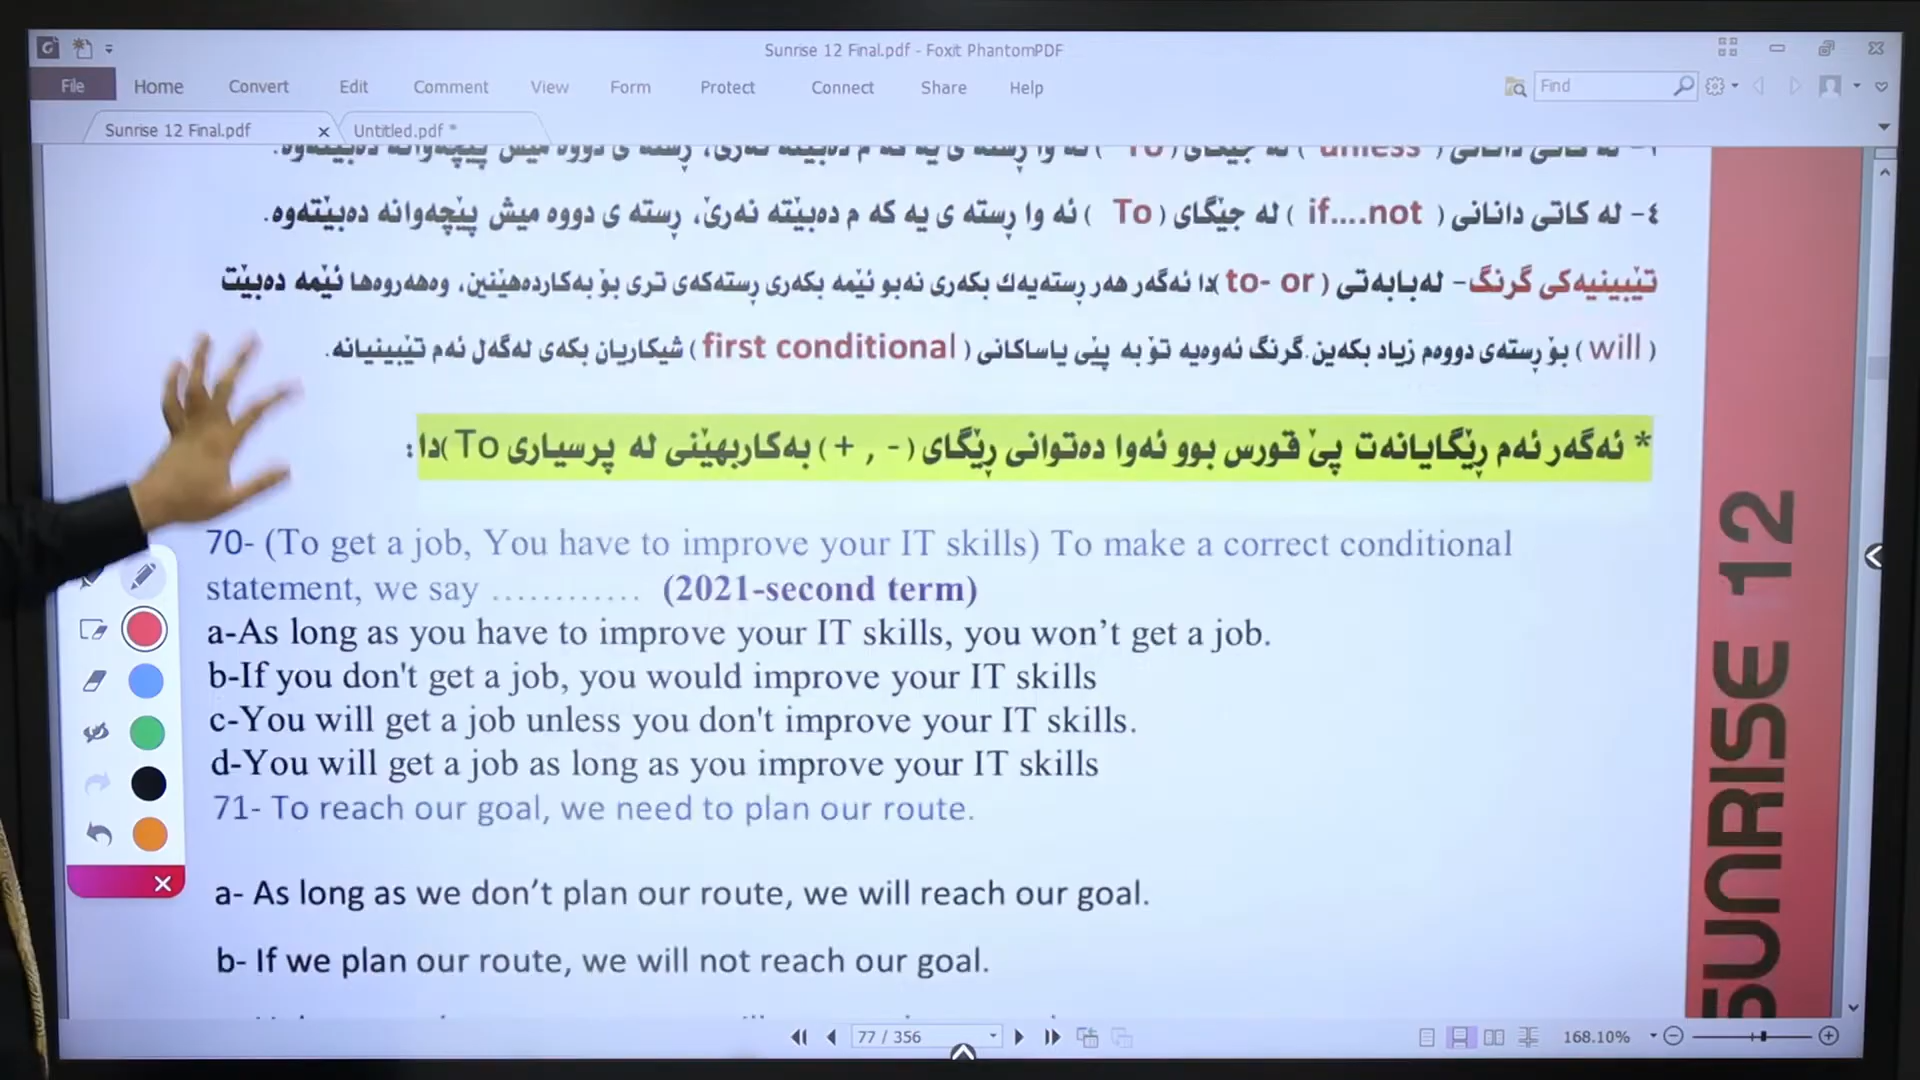 Sunrise 12 Final.pdf - Foxit PhantomPDF
File Home Convert Edit Comment View Form Protect Connect Share Help Find
Sunrise 12 Final.pdf x Untitled.pdf *
٤- لە کاتی دانانی ( if....not ) لە جێگای ( To ) ئە وا ڕستە ی یە کە م دەبێتە نەرێ، ڕستە ی دووە میش پێچەوانە دەبێتەوە.
تێبینیەکی گرنگ- لەبابەتی ( to- or )دا ئەگەر هەر ڕستەیەك بکەری نەبو ئێمە بکەری ڕستەکەی تری بۆ بەکاردەهێنین، وەهەروەها ئێمە دەبێت
( will ) بۆ ڕستەی دووەم زیاد بکەین.گرنگ ئەوەیە تۆ بە پێی یاساکانی ( first conditional ) شیکاریان بکەی لەگەل ئەم تێبینیانە.
* ئەگەر ئەم ڕێگایانەت پێ قورس بوو ئەوا دەتوانی ڕێگای ( - , + ) بەکاربهێنی لە پرسیاری To )دا :
70- (To get a job, You have to improve your IT skills) To make a correct conditional
statement, we say ............ (2021-second term)
a-As long as you have to improve your IT skills, you won’t get a job.
b-If you don't get a job, you would improve your IT skills
c-You will get a job unless you don't improve your IT skills.
d-You will get a job as long as you improve your IT skills
71- To reach our goal, we need to plan our route.
a- As long as we don’t plan our route, we will reach our goal.
b- If we plan our route, we will not reach our goal.
SUNRISE 12
77 / 356
168.10%